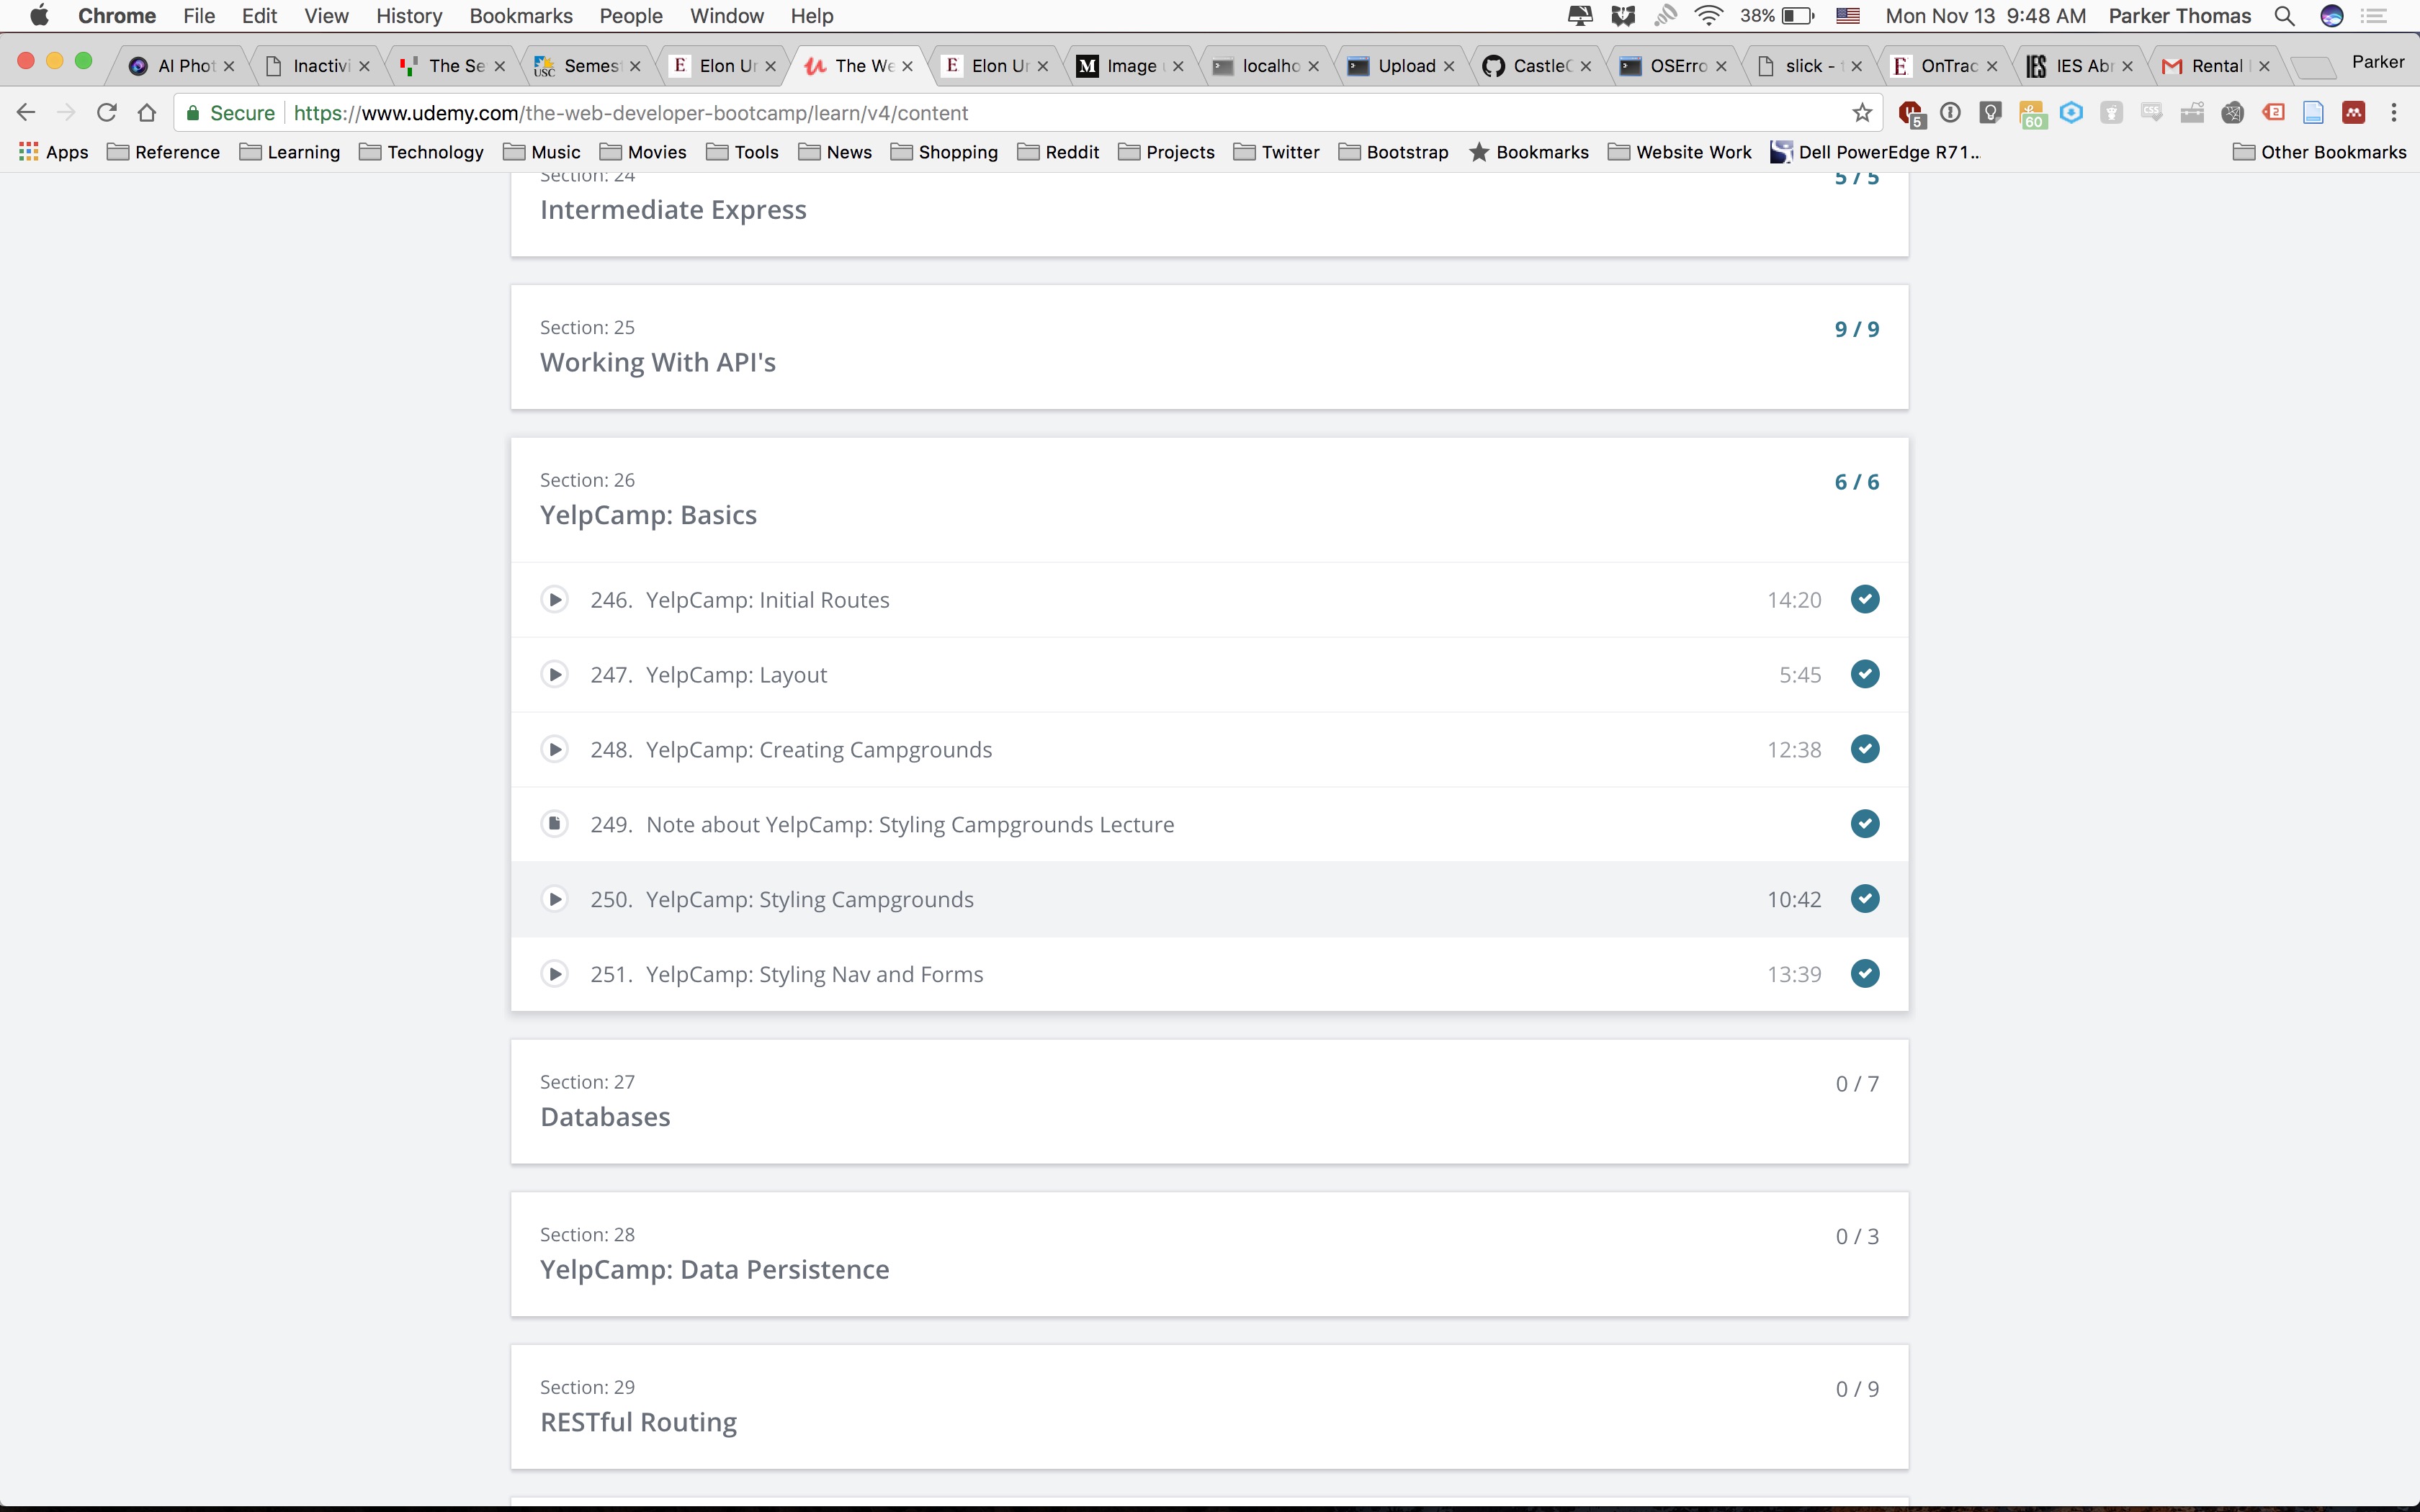 Chrome File Edit View History Bookmarks People Window Help 38% Mon Nov 13 9:48 AM Parker Thomas
AI Phot Inactivi The Se Semest Elon Ur The We Elon Ur Image localho Upload CastleC OSErro slick - OnTrac IES Abr Rental Parker
Secure https://www.udemy.com/the-web-developer-bootcamp/learn/v4/content 5 60 2
Apps Reference Learning Technology Music Movies Tools News Shopping Reddit Projects Twitter Bootstrap Bookmarks Website Work Dell PowerEdge R71... Other Bookmarks
Section: 24 5 / 5
Intermediate Express
Section: 25 9 / 9
Working With API's
Section: 26 6 / 6
YelpCamp: Basics
246. YelpCamp: Initial Routes 14:20
247. YelpCamp: Layout 5:45
248. YelpCamp: Creating Campgrounds 12:38
249. Note about YelpCamp: Styling Campgrounds Lecture
250. YelpCamp: Styling Campgrounds 10:42
251. YelpCamp: Styling Nav and Forms 13:39
Section: 27 0 / 7
Databases
Section: 28 0 / 3
YelpCamp: Data Persistence
Section: 29 0 / 9
RESTful Routing